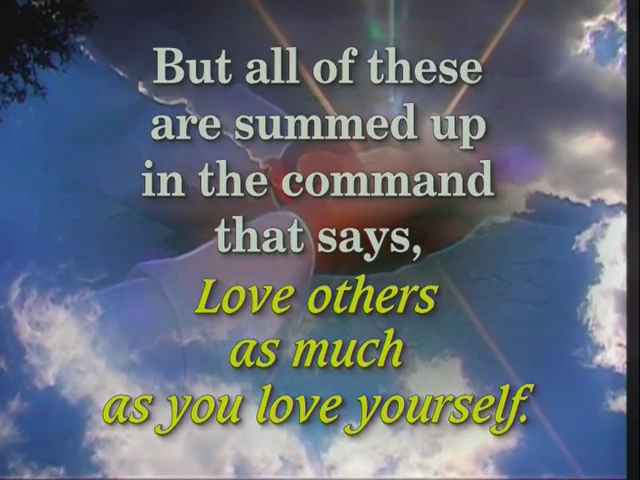 But all of these
are summed up
in the command
that says,
Love others
as much
as you love yourself.